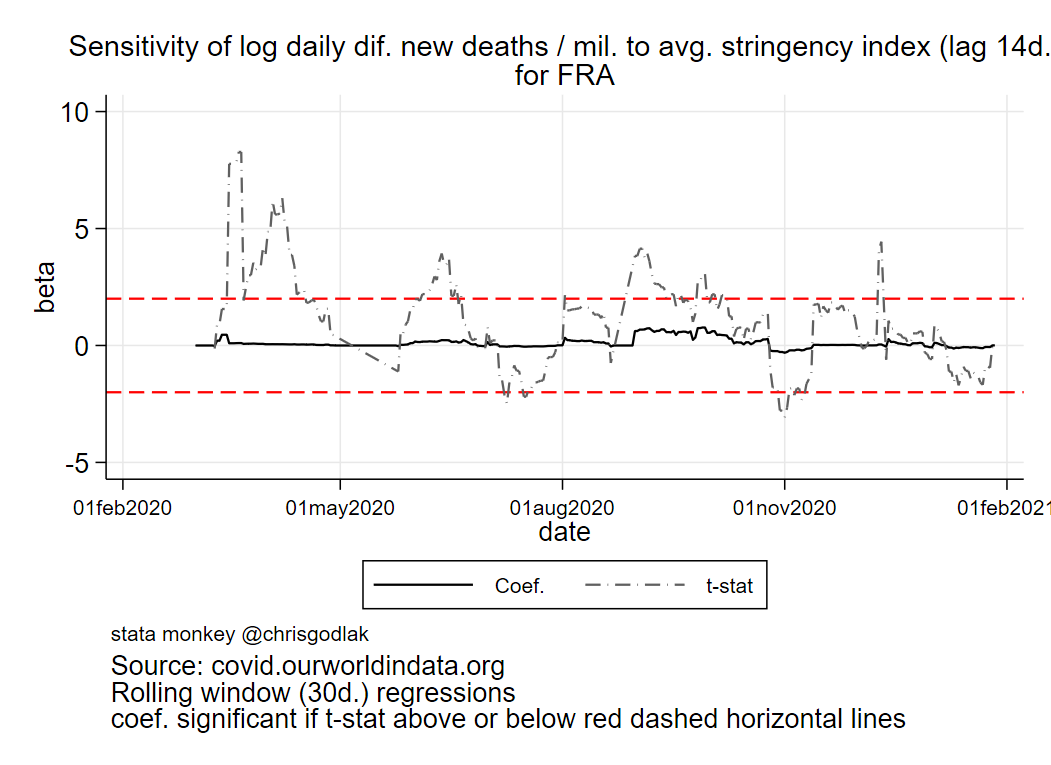 Sensitivity of log daily dif. new deaths / mil. to avg. stringency index (lag 14d.
for FRA
10
5
0
-5
beta
01feb2020
01may2020
01aug2020
01nov2020
01feb2021
date
Coef.
t-stat
stata monkey @chrisgodlak
Source: covid.ourworldindata.org
Rolling window (30d.) regressions
coef. significant if t-stat above or below red dashed horizontal lines